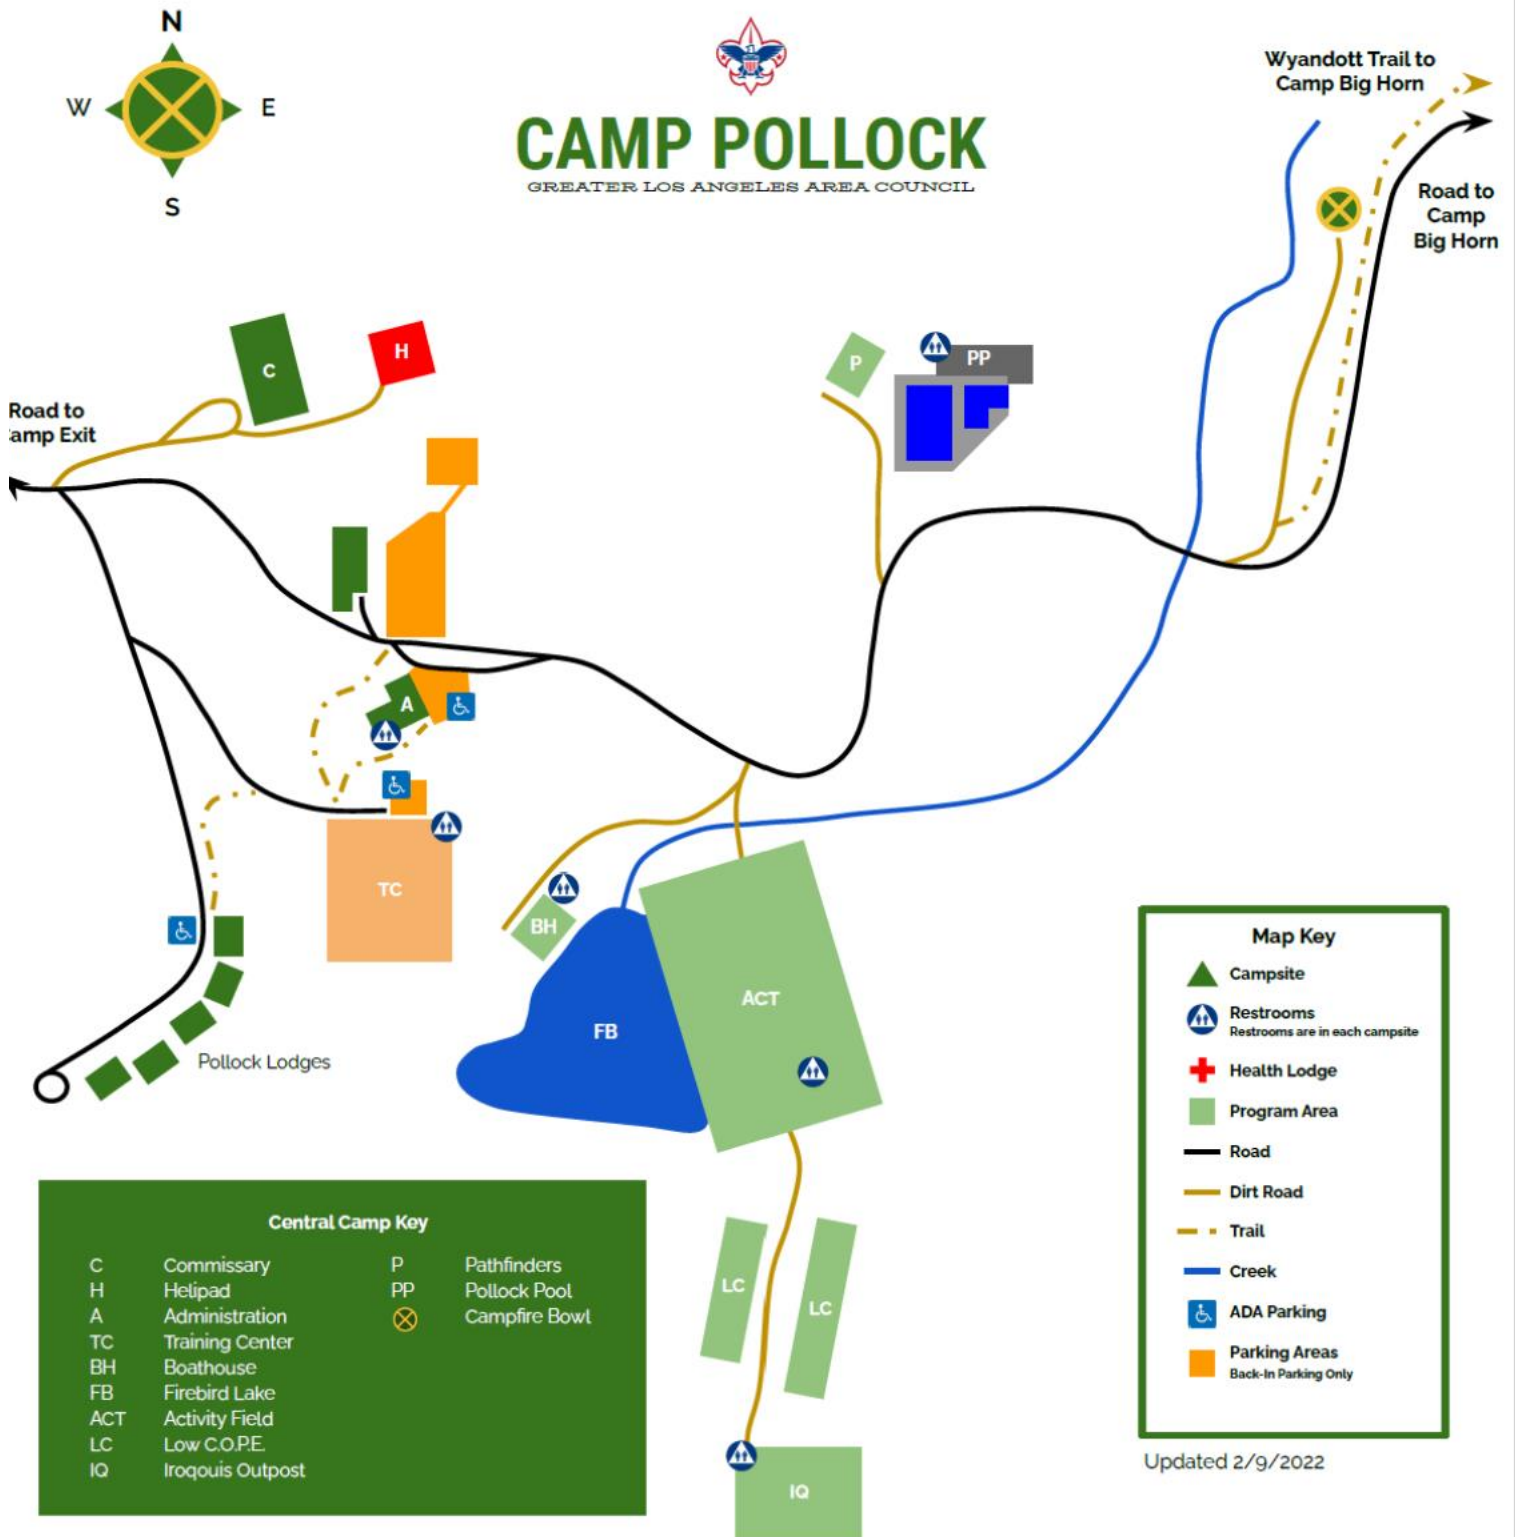 N
W E
S
CAMP POLLOCK
GREATER LOS ANGELES AREA COUNCIL
Wyandott Trail to
Camp Big Horn
Road to
Camp
Big Horn
C
H
P
PP
Road to
amp Exit
A
TC
BH
FB
ACT
Pollock Lodges
LC
LC
IQ
Central Camp Key
C Commissary
H Helipad
A Administration
TC Training Center
BH Boathouse
FB Firebird Lake
ACT Activity Field
LC Low C.O.P.E.
IQ Iroqouis Outpost
P Pathfinders
PP Pollock Pool
Campfire Bowl
Map Key
Campsite
Restrooms
Restrooms are in each campsite
Health Lodge
Program Area
Road
Dirt Road
Trail
Creek
ADA Parking
Parking Areas
Back-In Parking Only
Updated 2/9/2022